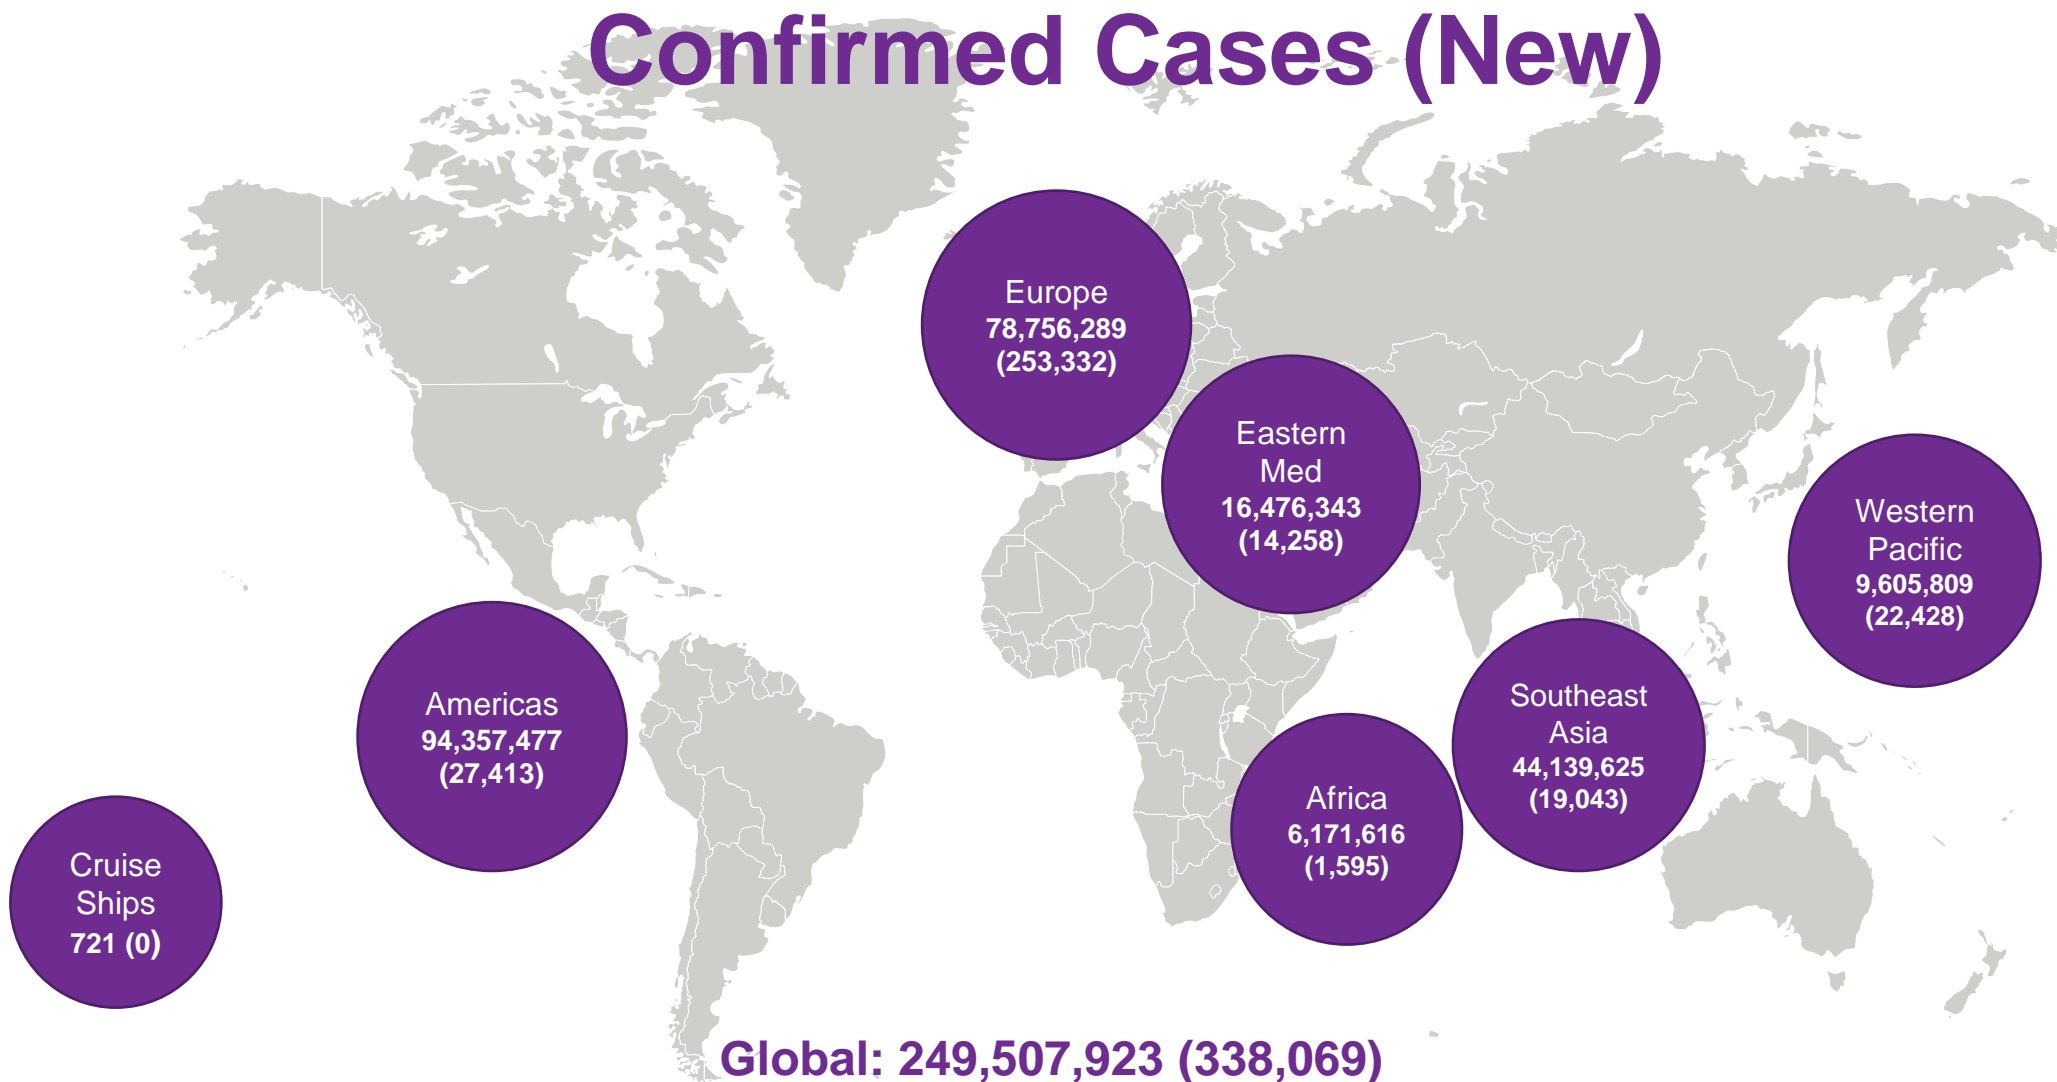 Confirmed Cases (New)
Europe
78,756,289
(253,332)
Eastern
Med
16,476,343
(14,258)
Western
Pacific
9,605,809
(22,428)
Americas
94,357,477
(27,413)
Southeast
Asia
44,139,625
(19,043)
Africa
6,171,616
(1,595)
Cruise
Ships
721 (0)
Global: 249,507,923 (338,069)